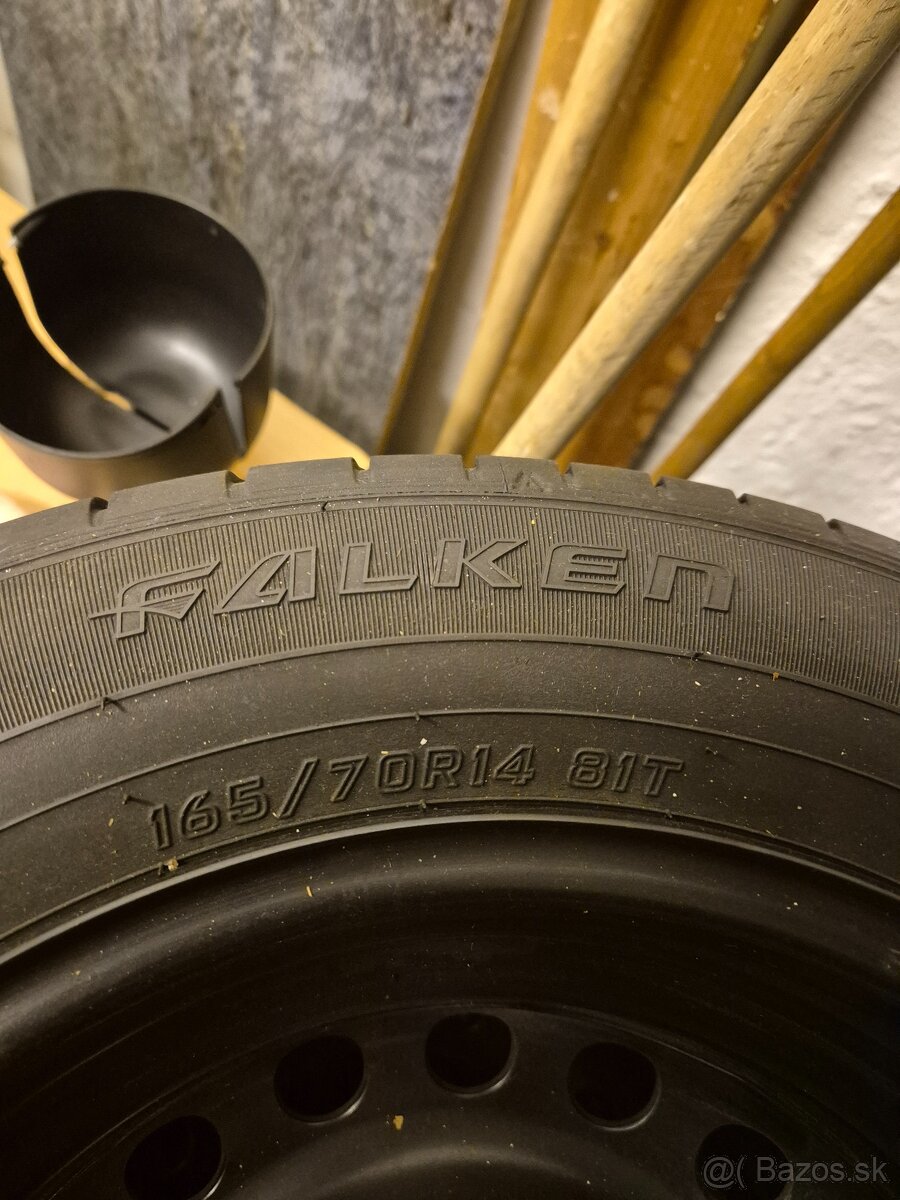 FALKEN
165/70R14 81T
@( Bazos.sk